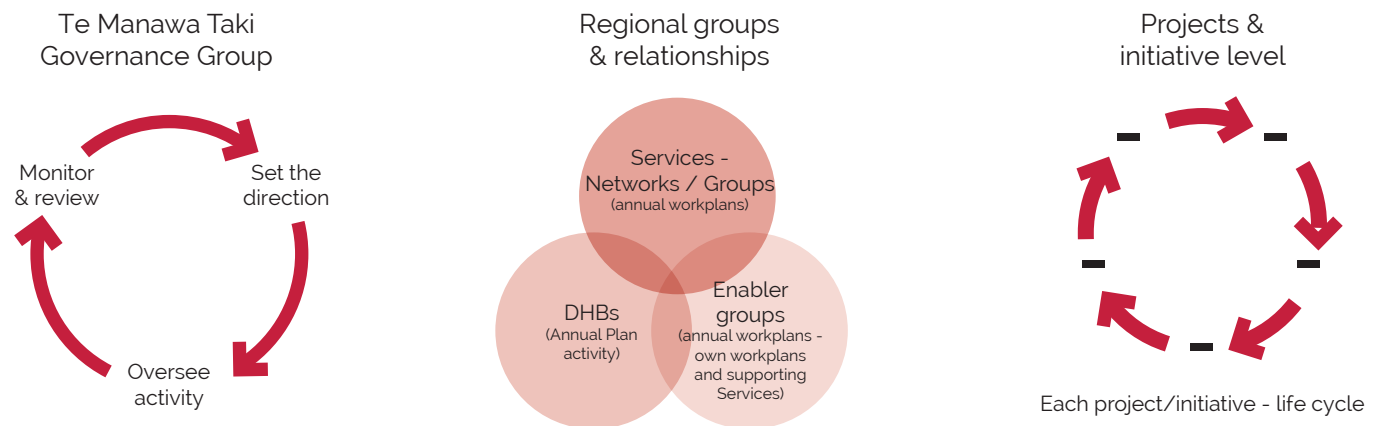 Te Manawa Taki
Governance Group
Monitor
& review
Set the
direction
Oversee
activity
Regional groups
& relationships
Services -
Networks / Groups
(annual workplans)
DHBs
(Annual Plan
activity)
Enabler
groups
(annual workplans -
own workplans
and supporting
Services)
Projects &
initiative level
Each project/initiative - life cycle